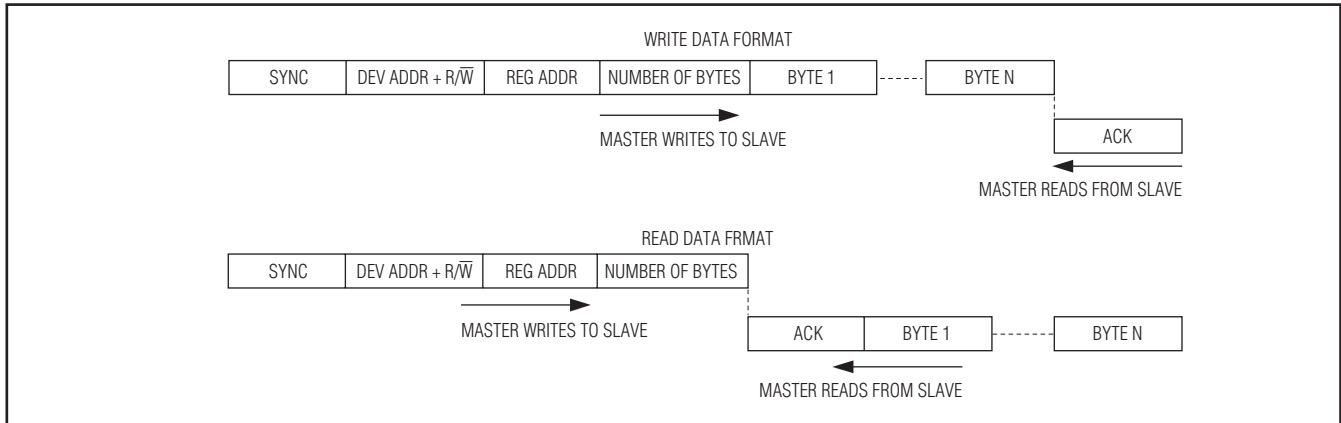 WRITE DATA FORMAT
SYNC DEV ADDR + R/W̅ REG ADDR NUMBER OF BYTES BYTE 1 BYTE N
MASTER WRITES TO SLAVE
ACK
MASTER READS FROM SLAVE
READ DATA FRMAT
SYNC DEV ADDR + R/W̅ REG ADDR NUMBER OF BYTES
MASTER WRITES TO SLAVE
ACK BYTE 1 BYTE N
MASTER READS FROM SLAVE